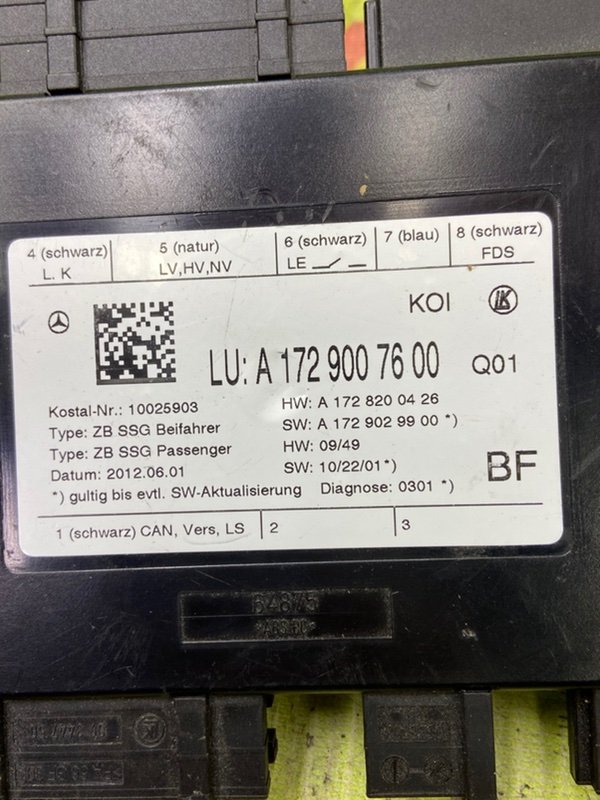 4 (schwarz) 5 (natur) 6 (schwarz) 7 (blau) 8 (schwarz)
L. K LV,HV,NV LE FDS
KOI LK
LU: A 172 900 76 00 Q01
Kostal-Nr.: 10025903 HW: A 172 820 04 26
Type: ZB SSG Beifahrer SW: A 172 902 99 00 *)
Type: ZB SSG Passenger HW: 09/49
Datum: 2012.06.01 SW: 10/22/01*)
BF
*) gultig bis evtl. SW-Aktualisierung Diagnose: 0301 *)
1 (schwarz) CAN, Vers, LS 2 3
64875